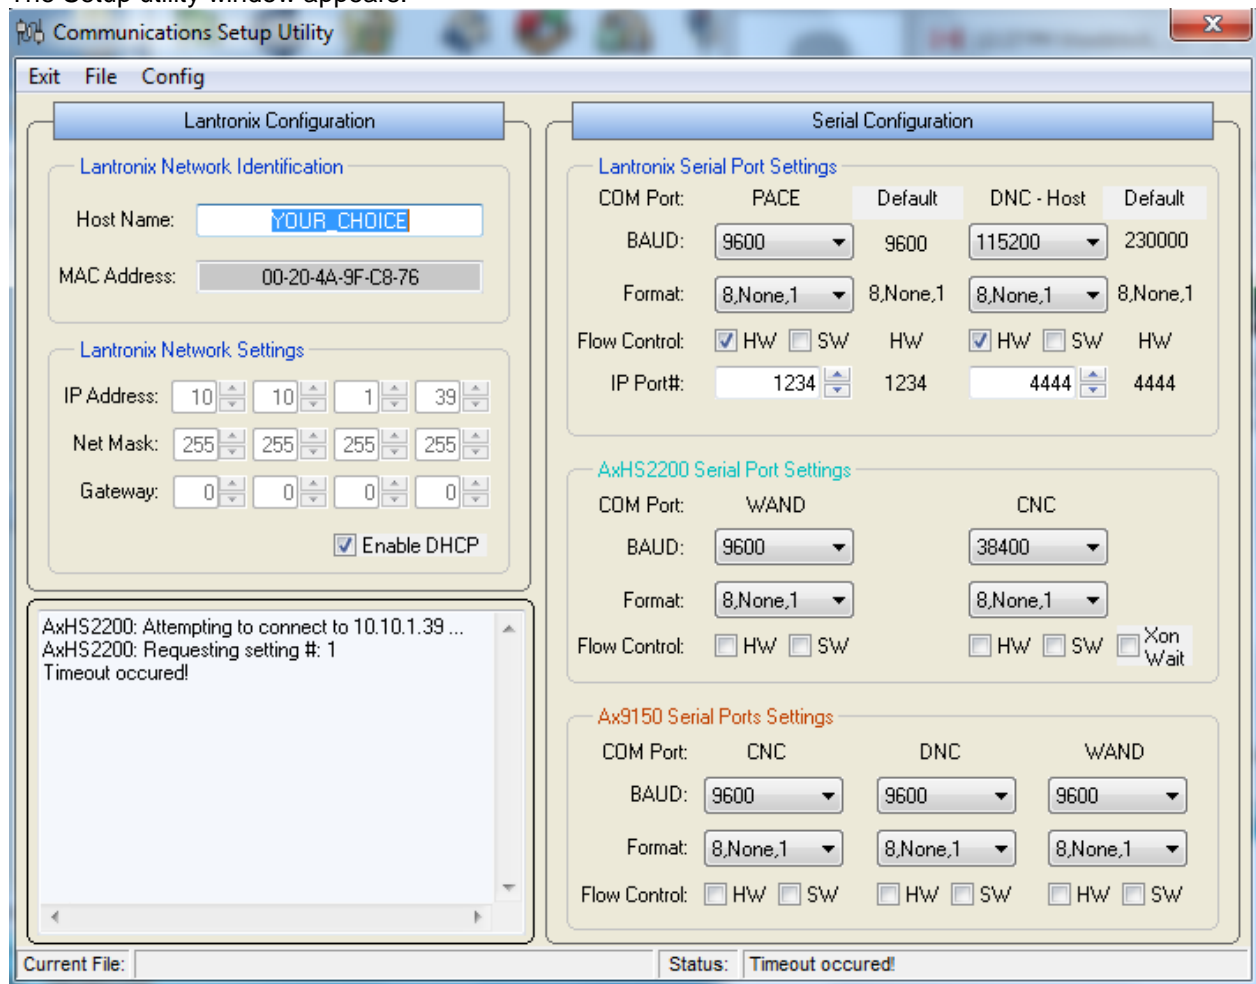 The Setup utility window appears.
Communications Setup Utility
Exit File Config
Lantronix Configuration
Lantronix Network Identification
Host Name: YOUR_CHOICE
MAC Address: 00-20-4A-9F-C8-76
Lantronix Network Settings
IP Address: 10 10 1 39
Net Mask: 255 255 255 255
Gateway: 0 0 0 0
Enable DHCP
AxHS2200: Attempting to connect to 10.10.1.39 ...
AxHS2200: Requesting setting #: 1
Timeout occured!
Serial Configuration
Lantronix Serial Port Settings
COM Port: PACE Default DNC - Host Default
BAUD: 9600 9600 115200 230000
Format: 8,None,1 8,None,1 8,None,1 8,None,1
Flow Control: HW SW HW HW SW HW
IP Port#: 1234 1234 4444 4444
AxHS2200 Serial Port Settings
COM Port: WAND CNC
BAUD: 9600 38400
Format: 8,None,1 8,None,1
Flow Control: HW SW HW SW Xon Wait
Ax9150 Serial Ports Settings
COM Port: CNC DNC WAND
BAUD: 9600 9600 9600
Format: 8,None,1 8,None,1 8,None,1
Flow Control: HW SW HW SW HW SW
Current File: Status: Timeout occured!